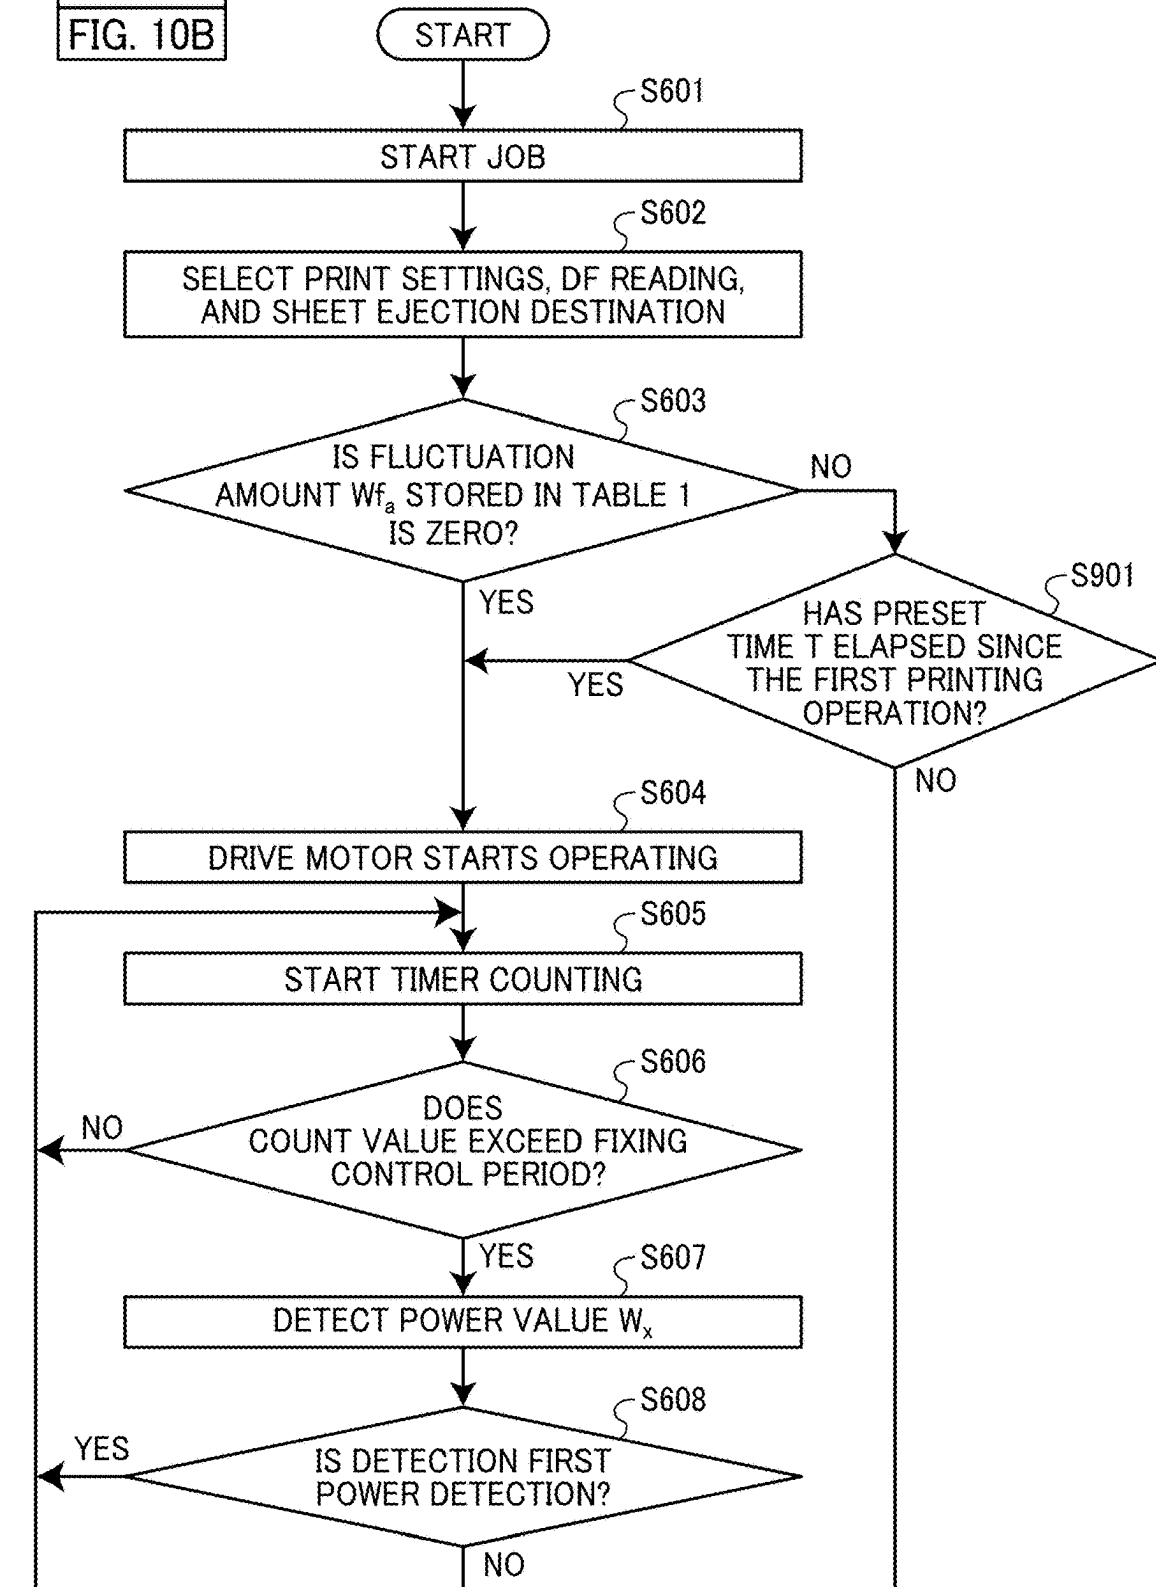 FIG. 10B
START
S601
START JOB
S602
SELECT PRINT SETTINGS, DF READING,
AND SHEET EJECTION DESTINATION
S603
IS FLUCTUATION
AMOUNT Wfa STORED IN TABLE 1
IS ZERO?
NO
YES
S901
HAS PRESET
TIME T ELAPSED SINCE
THE FIRST PRINTING
OPERATION?
YES
NO
S604
DRIVE MOTOR STARTS OPERATING
S605
START TIMER COUNTING
S606
DOES
COUNT VALUE EXCEED FIXING
CONTROL PERIOD?
NO
YES
S607
DETECT POWER VALUE Wx
S608
IS DETECTION FIRST
POWER DETECTION?
YES
NO